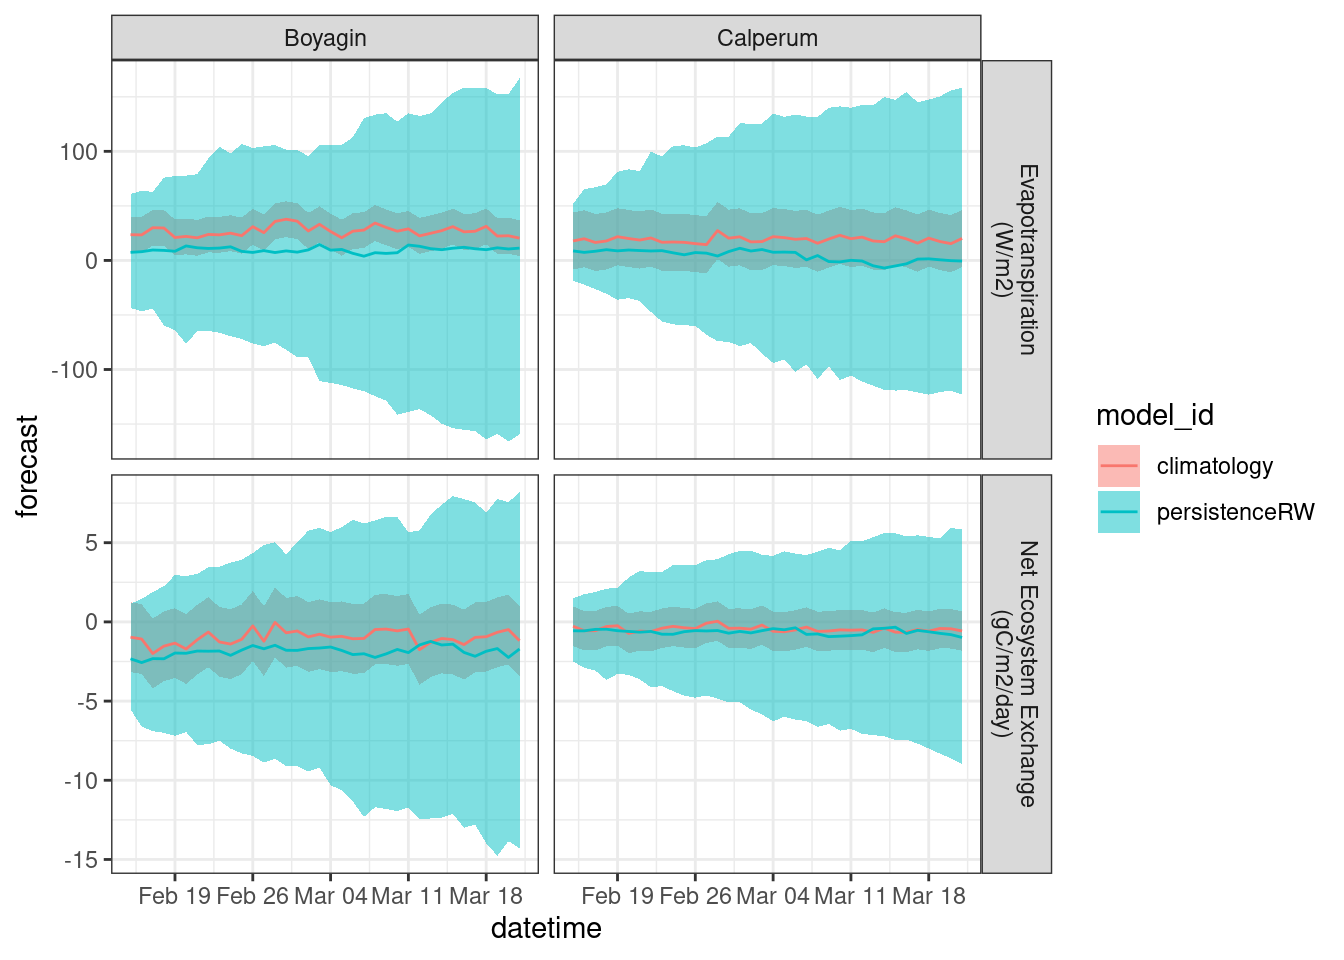 Boyagin
Calperum
100
0
-100
Evapotranspiration
(W/m2)
forecast
5
0
-5
-10
-15
Net Ecosystem Exchange
(gC/m2/day)
Feb 19 Feb 26 Mar 04 Mar 11 Mar 18
Feb 19 Feb 26 Mar 04 Mar 11 Mar 18
datetime
model_id
climatology
persistenceRW